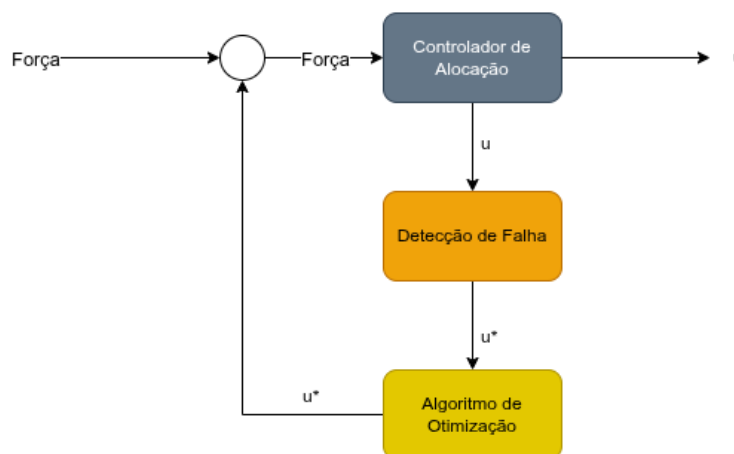 Controlador de
Alocação
Força
Força
u
Detecção de Falha
u*
u*
Algoritmo de
Otimização